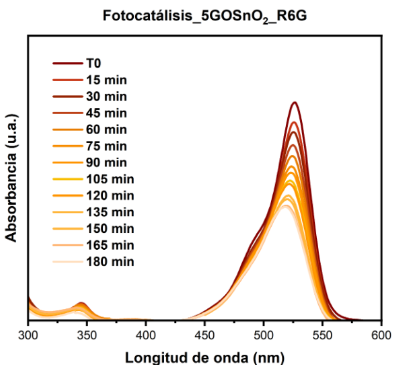 Fotocatálisis_5GOSnO₂_R6G
T0
15 min
30 min
45 min
60 min
75 min
90 min
105 min
120 min
135 min
150 min
165 min
180 min
Absorbancia (u.a.)
300 350 400 450 500 550 600
Longitud de onda (nm)